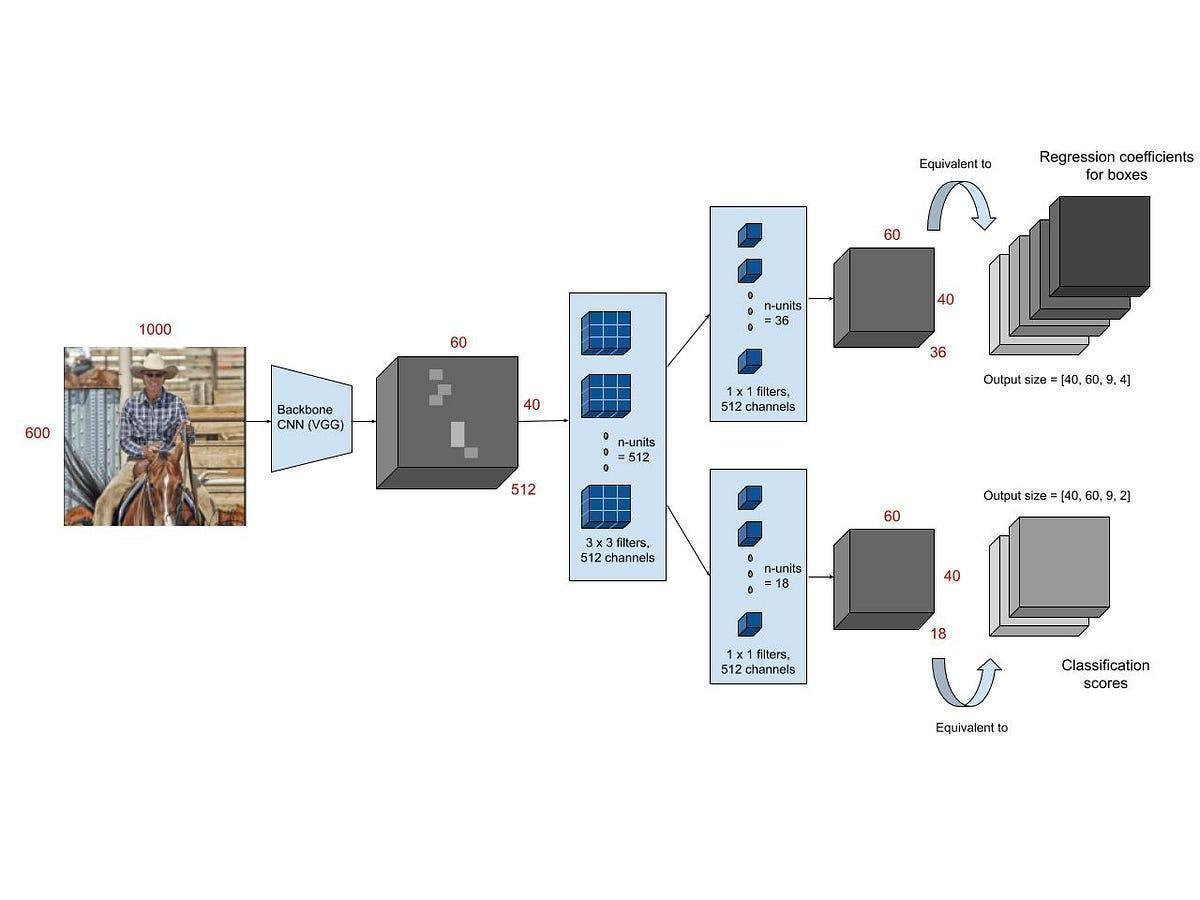 1000
600
Backbone
CNN (VGG)
60
40
512
n-units
= 512
3 x 3 filters,
512 channels
n-units
= 36
1 x 1 filters,
512 channels
60
40
36
Equivalent to
Regression coefficients
for boxes
Output size = [40, 60, 9, 4]
n-units
= 18
1 x 1 filters,
512 channels
60
40
18
Output size = [40, 60, 9, 2]
Classification
scores
Equivalent to